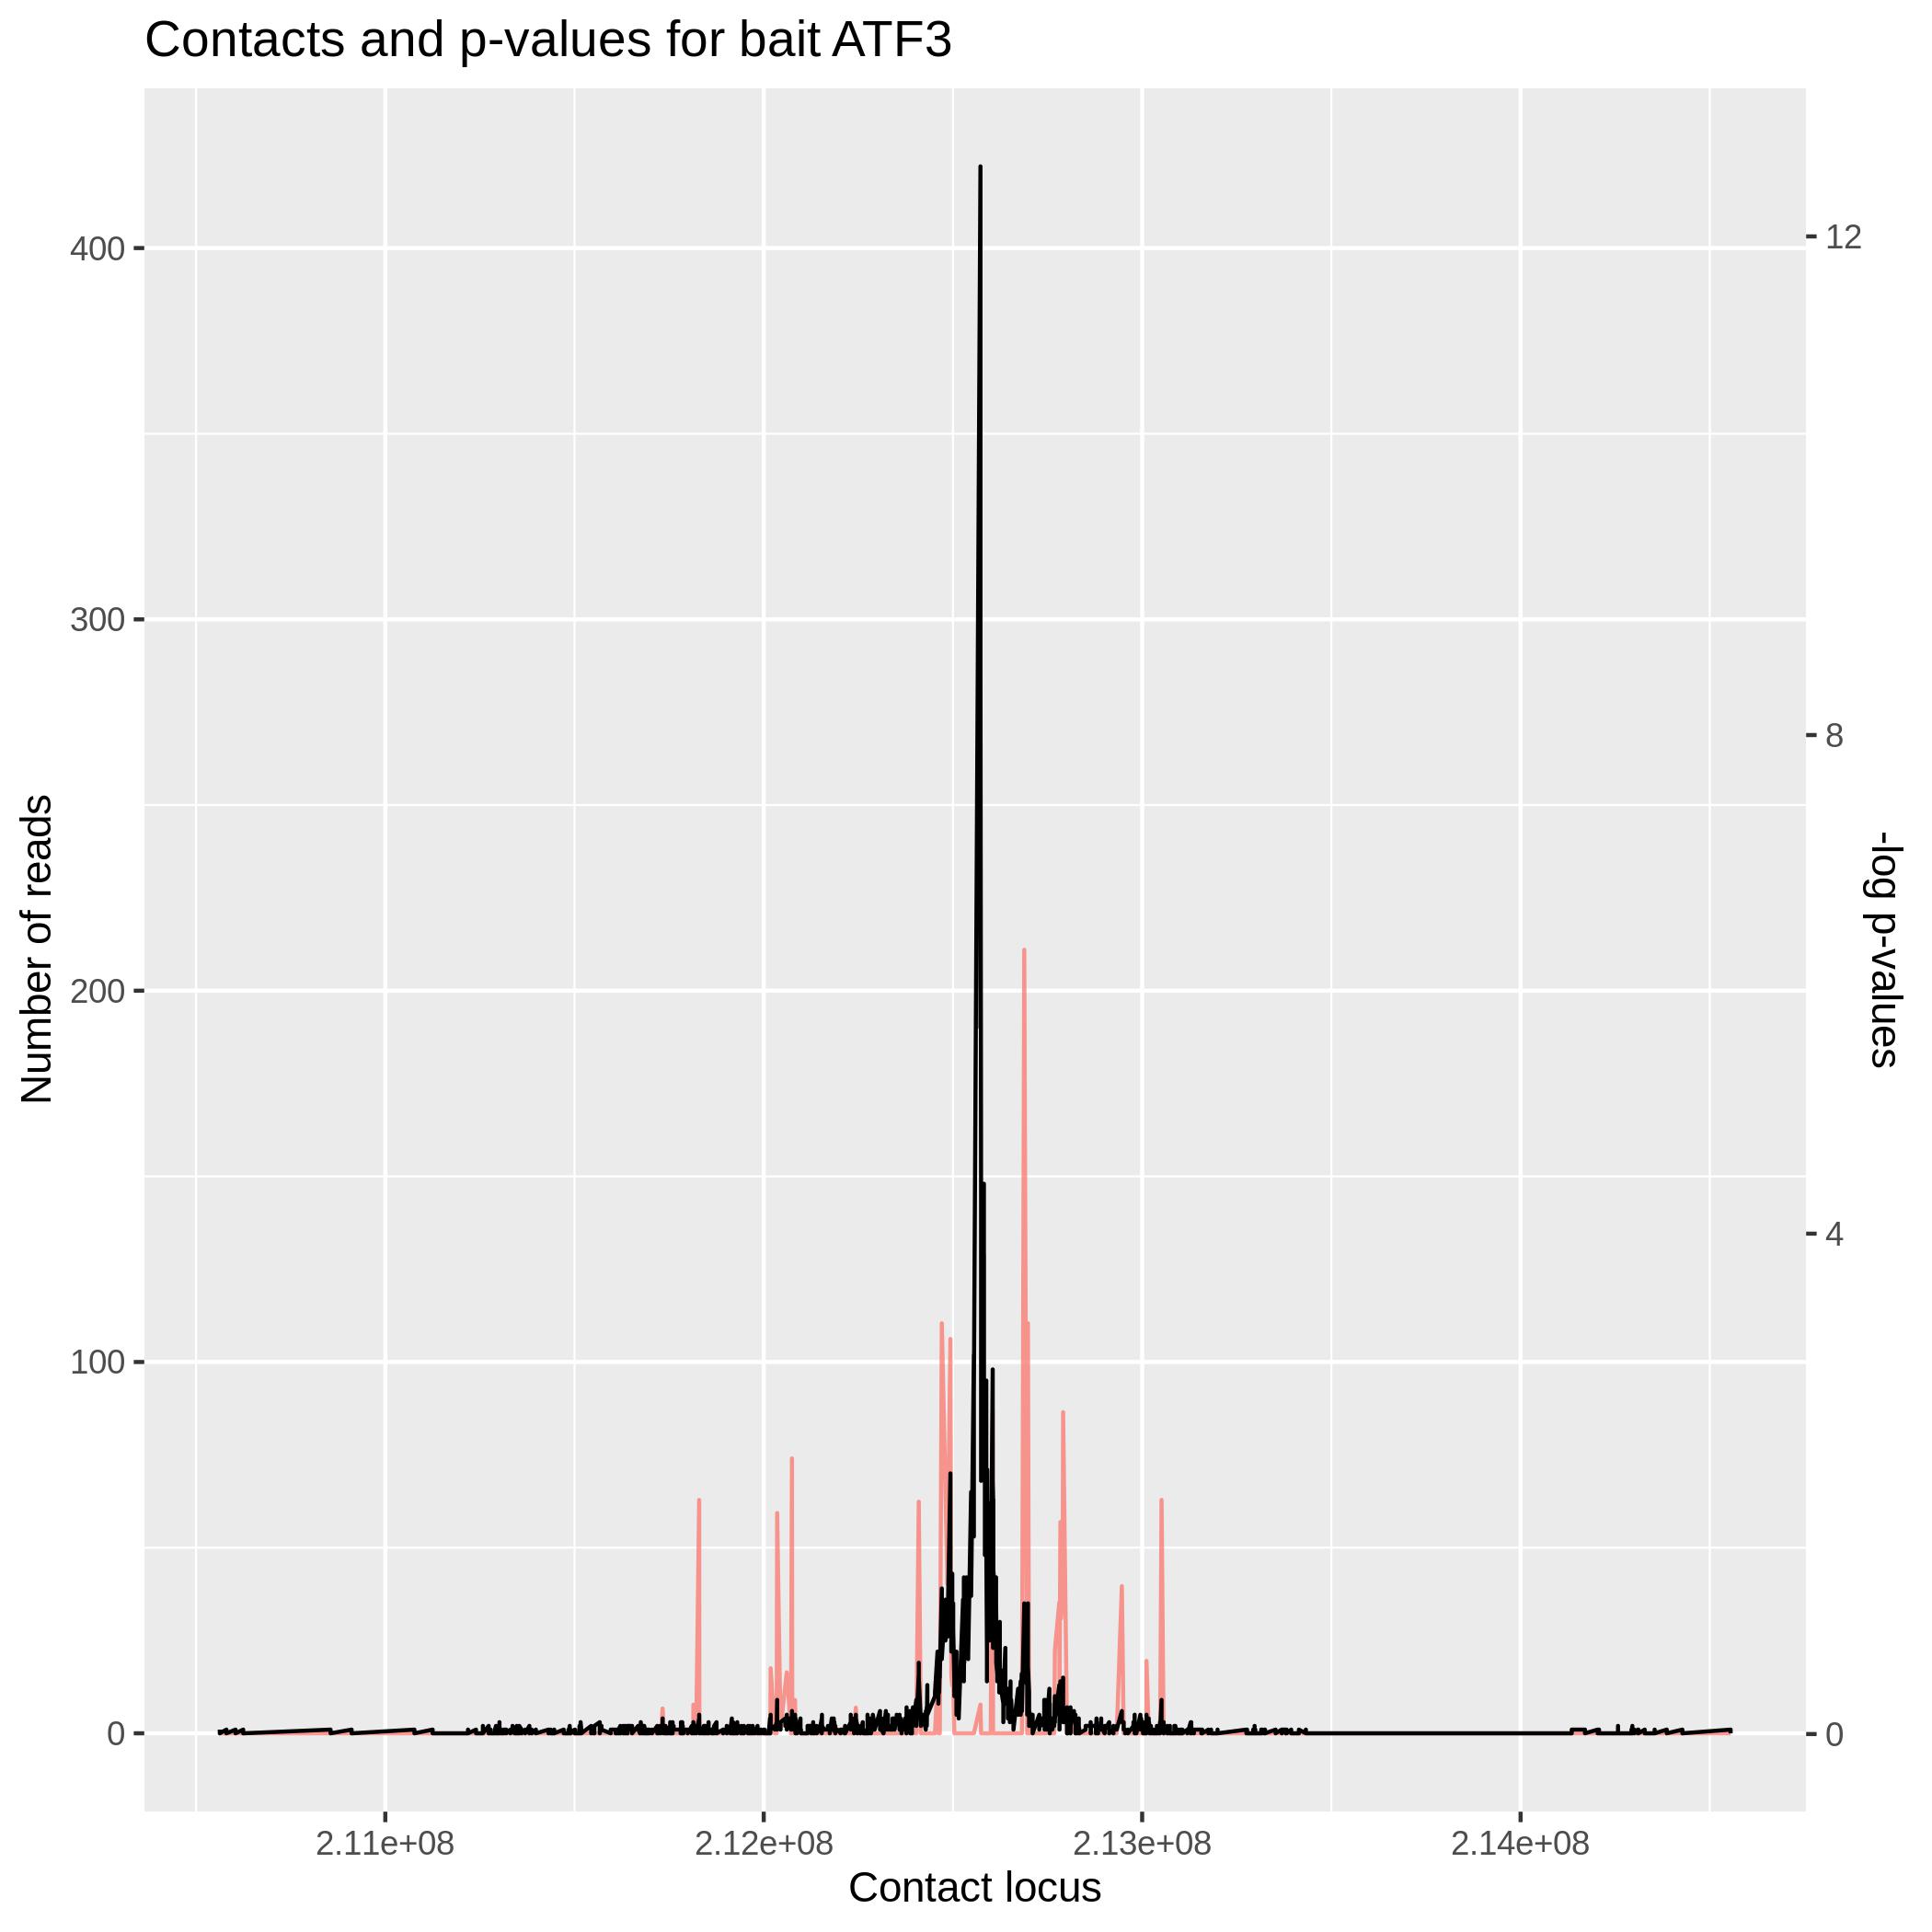 Contacts and p-values for bait ATF3
Number of reads
400
300
200
100
0
12
8
4
0
-log p-values
2.11e+08
2.12e+08
2.13e+08
2.14e+08
Contact locus